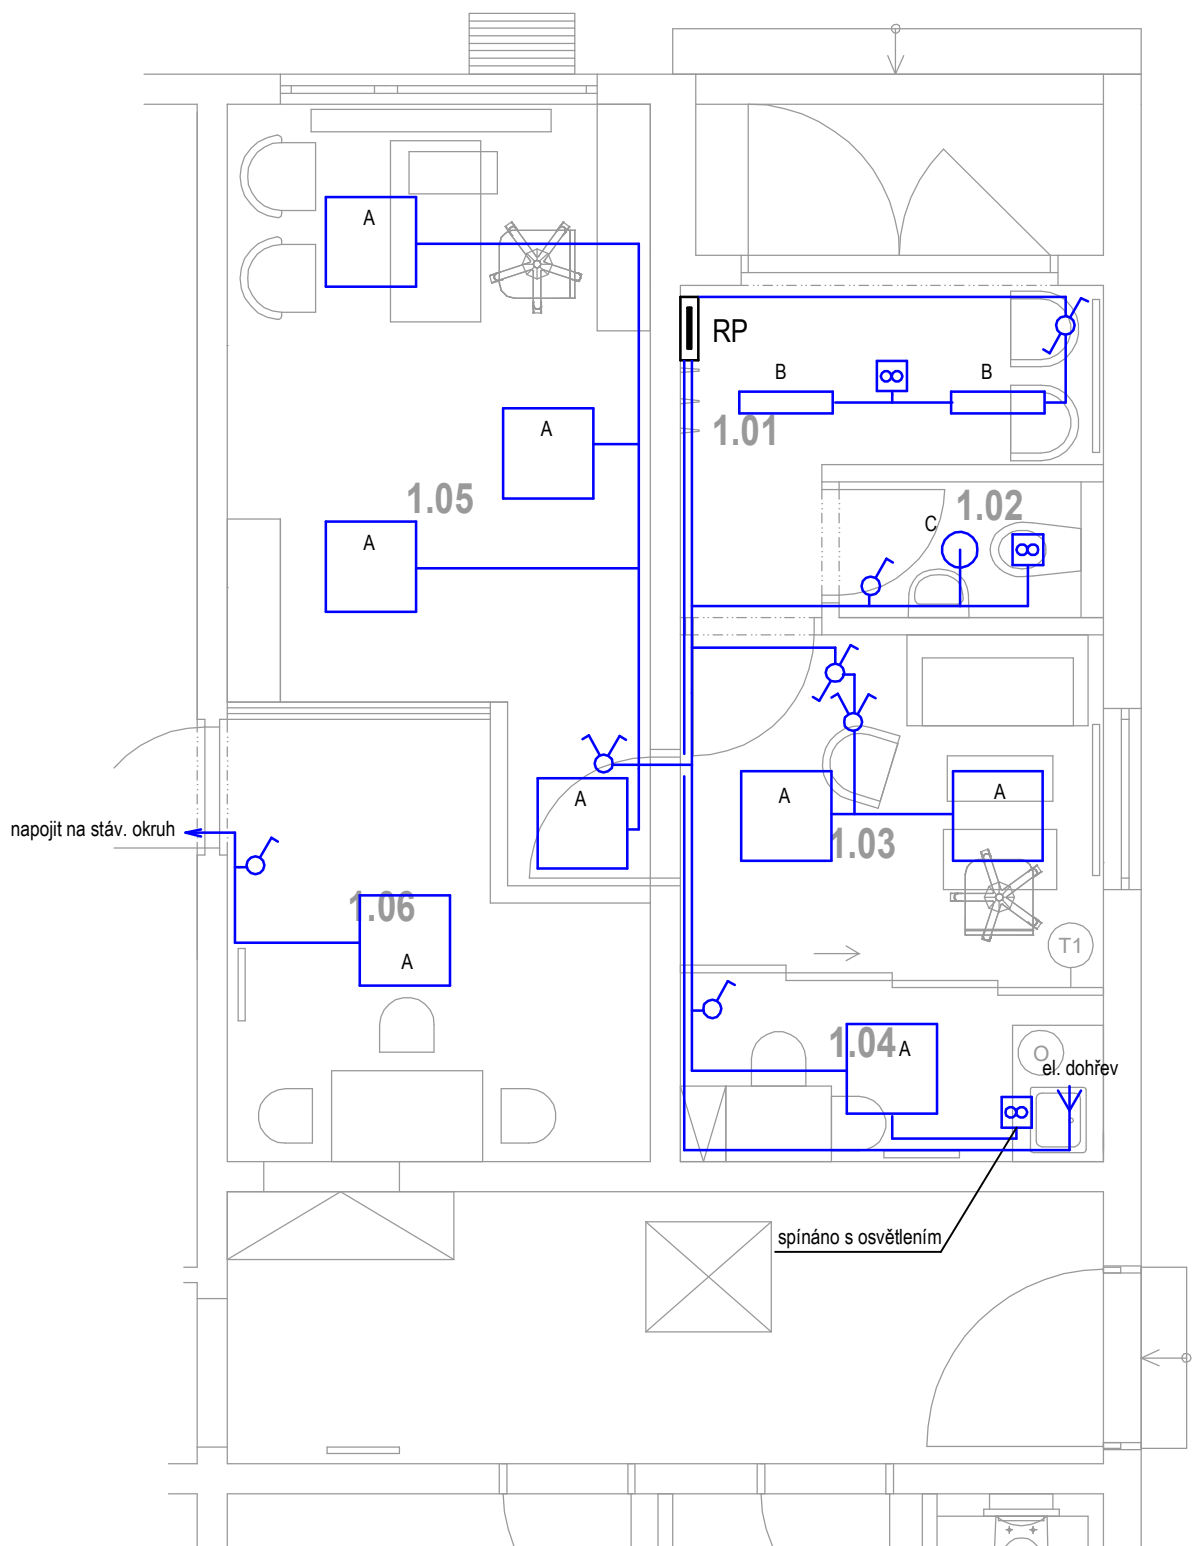 A
RP
B
B
A
1.01
1.05
1.02
C
A
A
A
A
napojit na stáv. okruh
1.03
1.06
A
T1
1.04
A
O
el. dohřev
spínáno s osvětlením